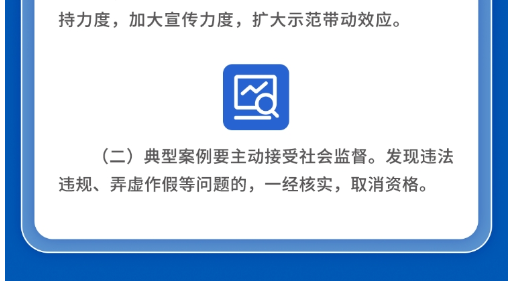 持力度，加大宣传力度，扩大示范带动效应。
（二）典型案例要主动接受社会监督。发现违法
违规、弄虚作假等问题的，一经核实，取消资格。